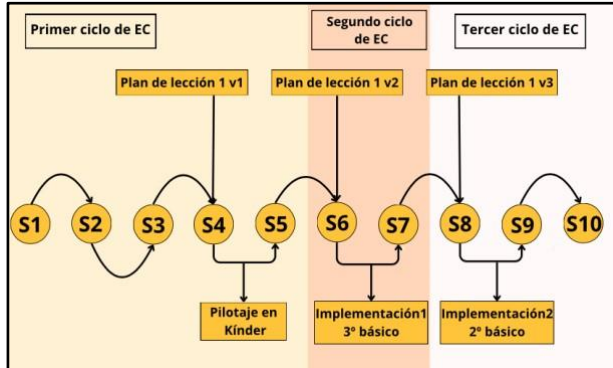 Primer ciclo de EC
Segundo ciclo
de EC
Tercer ciclo de EC
Plan de lección 1 v1
Plan de lección 1 v2
Plan de lección 1 v3
S1
S2
S3
S4
S5
S6
S7
S8
S9
S10
Pilotaje en
Kínder
Implementación1
3º básico
Implementación2
2º básico